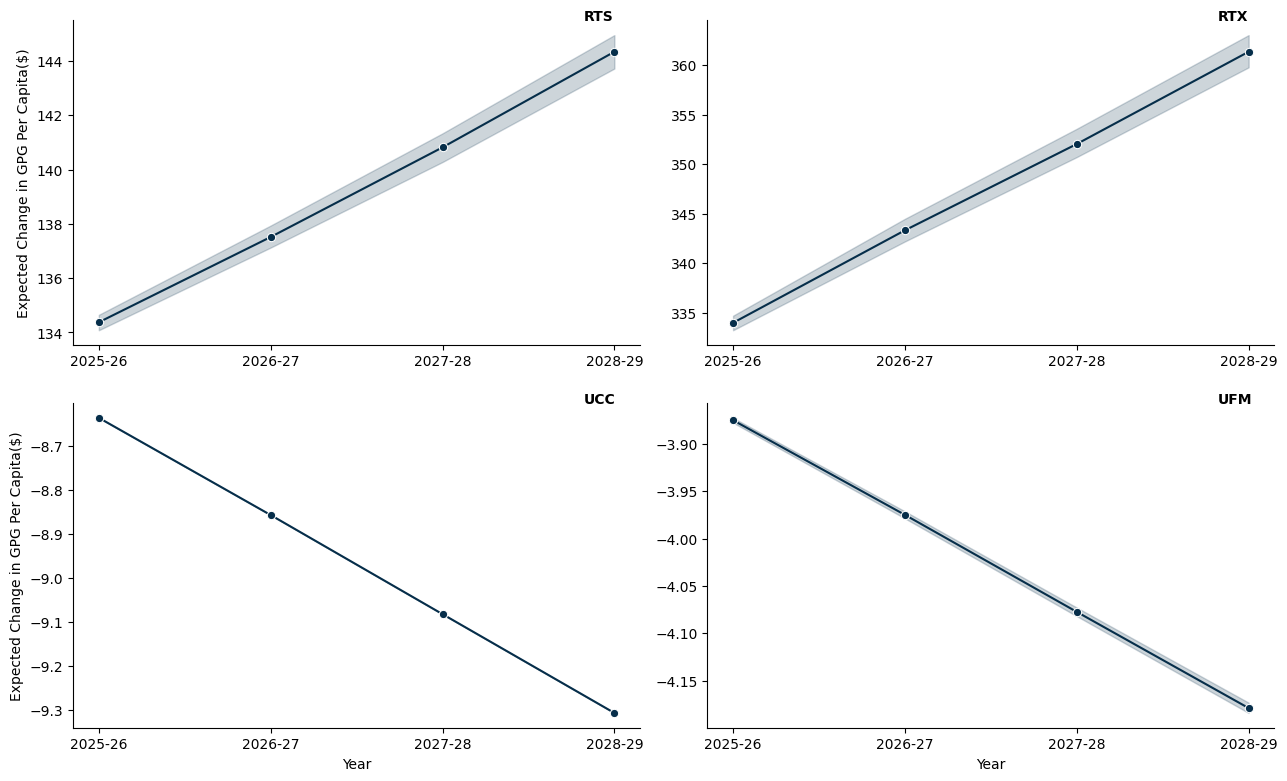 RTS
Expected Change in GPG Per Capita($)
144
142
140
138
136
134
2025-26 2026-27 2027-28 2028-29
RTX
360
355
350
345
340
335
2025-26 2026-27 2027-28 2028-29
UCC
Expected Change in GPG Per Capita($)
−8.7
−8.8
−8.9
−9.0
−9.1
−9.2
−9.3
2025-26 2026-27 2027-28 2028-29
Year
UFM
−3.90
−3.95
−4.00
−4.05
−4.10
−4.15
2025-26 2026-27 2027-28 2028-29
Year